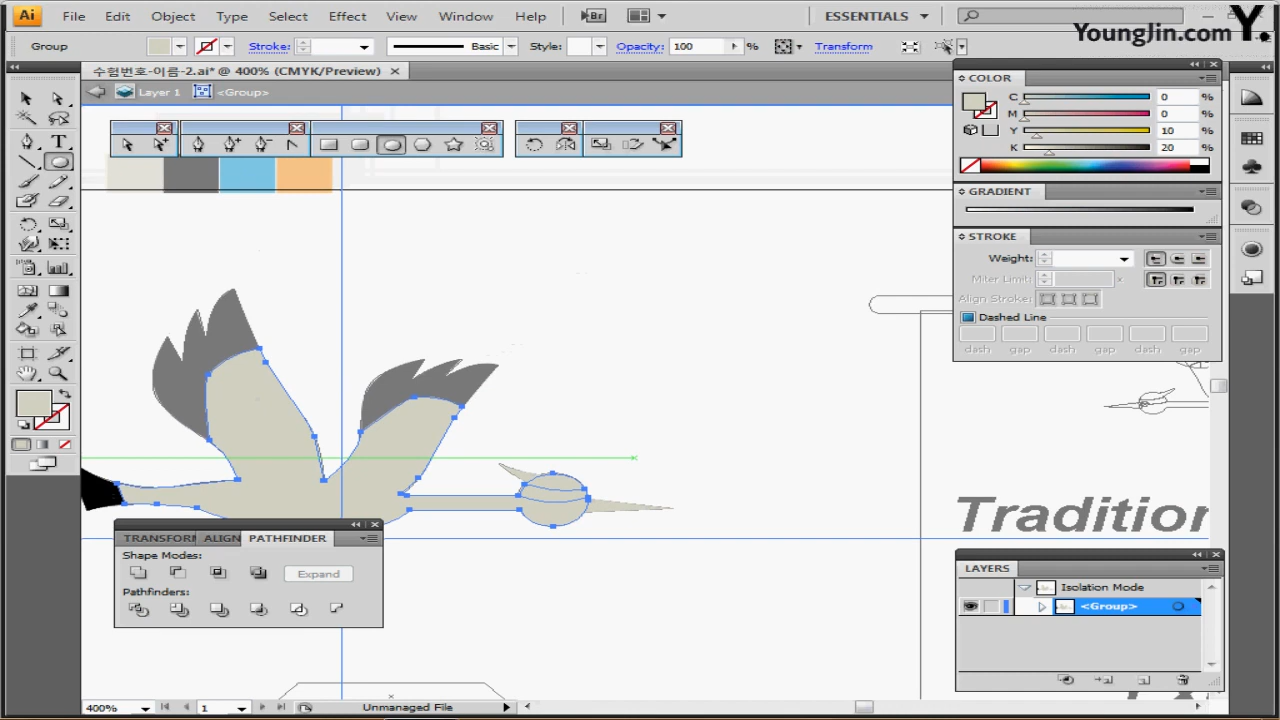 Ai File Edit Object Type Select Effect View Window Help Br ESSENTIALS
YoungJin.com Y.
Group Stroke: Basic Style: Opacity: 100 % Transform
수험번호-이름-2.ai* @ 400% (CMYK/Preview)
Layer 1 <Group>
COLOR
C 0 %
M 0 %
Y 10 %
K 20 %
GRADIENT
STROKE
Weight:
Miter Limit: x
Align Stroke:
Dashed Line
dash gap dash gap dash gap
Tradition
TRANSFORM ALIGN PATHFINDER
Shape Modes:
Expand
Pathfinders:
LAYERS
Isolation Mode
<Group>
400% 1 Unmanaged File